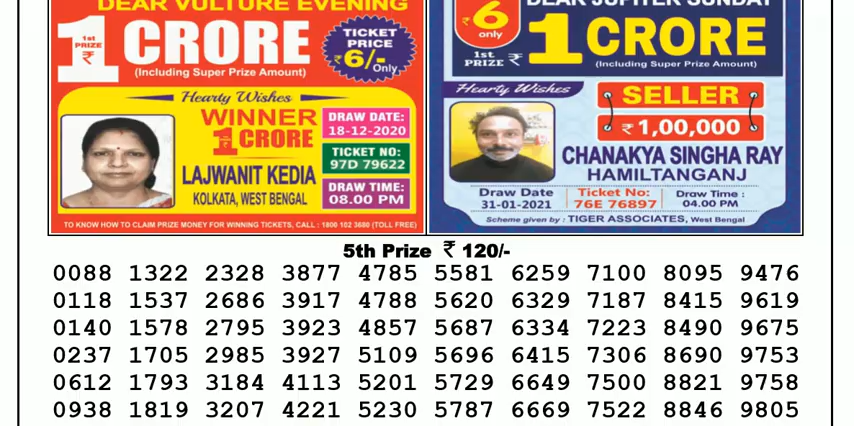 DEAR VULTURE EVENING
1st PRIZE ₹ 1 CRORE
(Including Super Prize Amount)
TICKET PRICE ₹6/- Only
Hearty Wishes
WINNER
₹ 1 CRORE
LAJWANIT KEDIA
KOLKATA, WEST BENGAL
DRAW DATE:
18-12-2020
TICKET NO:
97D 79622
DRAW TIME:
08.00 PM
TO KNOW HOW TO CLAIM PRIZE MONEY FOR WINNING TICKETS, CALL : 1800 102 3680 (TOLL FREE)
DEAR JUPITER SUNDAY
₹6 only
1st PRIZE ₹ 1 CRORE
(Including Super Prize Amount)
Hearty Wishes
SELLER
₹ 1,00,000
CHANAKYA SINGHA RAY
HAMILTANGANJ
Draw Date
31-01-2021
Ticket No:
76E 76897
Draw Time :
04.00 PM
Scheme given by : TIGER ASSOCIATES, West Bengal
5th Prize ₹ 120/-
0088 1322 2328 3877 4785 5581 6259 7100 8095 9476
0118 1537 2686 3917 4788 5620 6329 7187 8415 9619
0140 1578 2795 3923 4857 5687 6334 7223 8490 9675
0237 1705 2985 3927 5109 5696 6415 7306 8690 9753
0612 1793 3184 4113 5201 5729 6649 7500 8821 9758
0938 1819 3207 4221 5230 5787 6669 7522 8846 9805